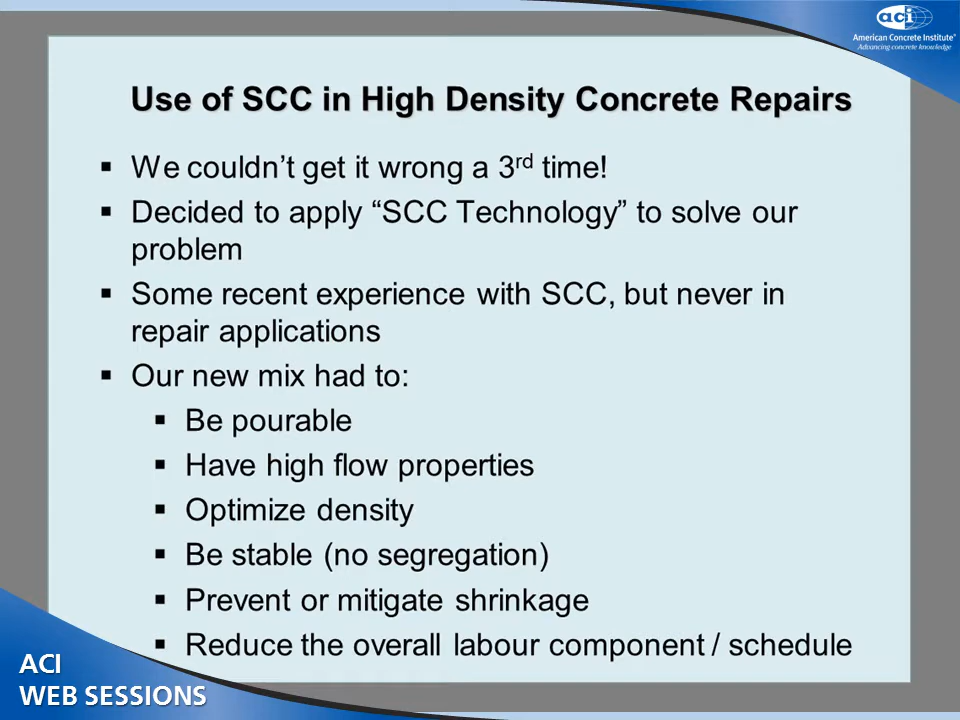 aci
American Concrete Institute®
Advancing concrete knowledge
Use of SCC in High Density Concrete Repairs
▪ We couldn’t get it wrong a 3rd time!
▪ Decided to apply “SCC Technology” to solve our
problem
▪ Some recent experience with SCC, but never in
repair applications
▪ Our new mix had to:
▪ Be pourable
▪ Have high flow properties
▪ Optimize density
▪ Be stable (no segregation)
▪ Prevent or mitigate shrinkage
▪ Reduce the overall labour component / schedule
ACI
WEB SESSIONS